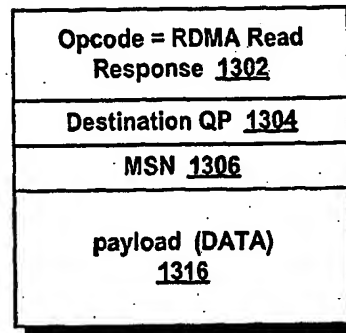 Opcode = RDMA Read
Response 1302
Destination QP 1304
MSN 1306
payload (DATA)
1316